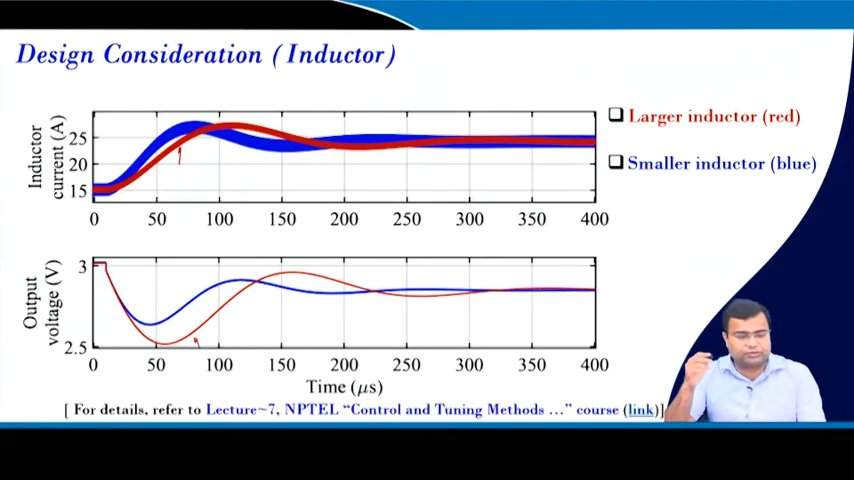 Design Consideration (Inductor)
Inductor
current (A)
25
20
15
0 50 100 150 200 250 300 350 400
Larger inductor (red)
Smaller inductor (blue)
Output
voltage (V)
3
2.5
0 50 100 150 200 250 300 350 400
Time (μs)
[ For details, refer to Lecture~7, NPTEL “Control and Tuning Methods ...” course (link)]